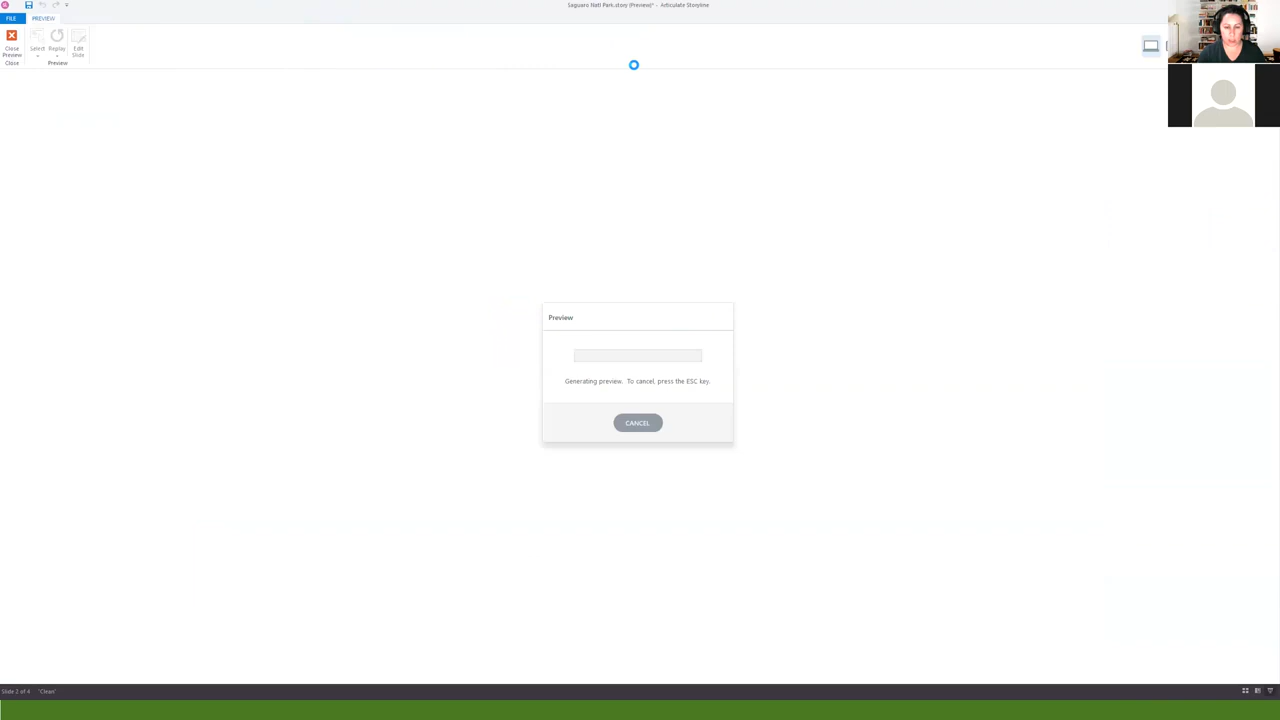 Saguaro Natl Park.story (Preview)* - Articulate Storyline
FILE
PREVIEW
Close Preview
Select
Replay
Edit Slide
Close
Preview
Preview
Generating preview. To cancel, press the ESC key.
CANCEL
Slide 2 of 4
"Clean"